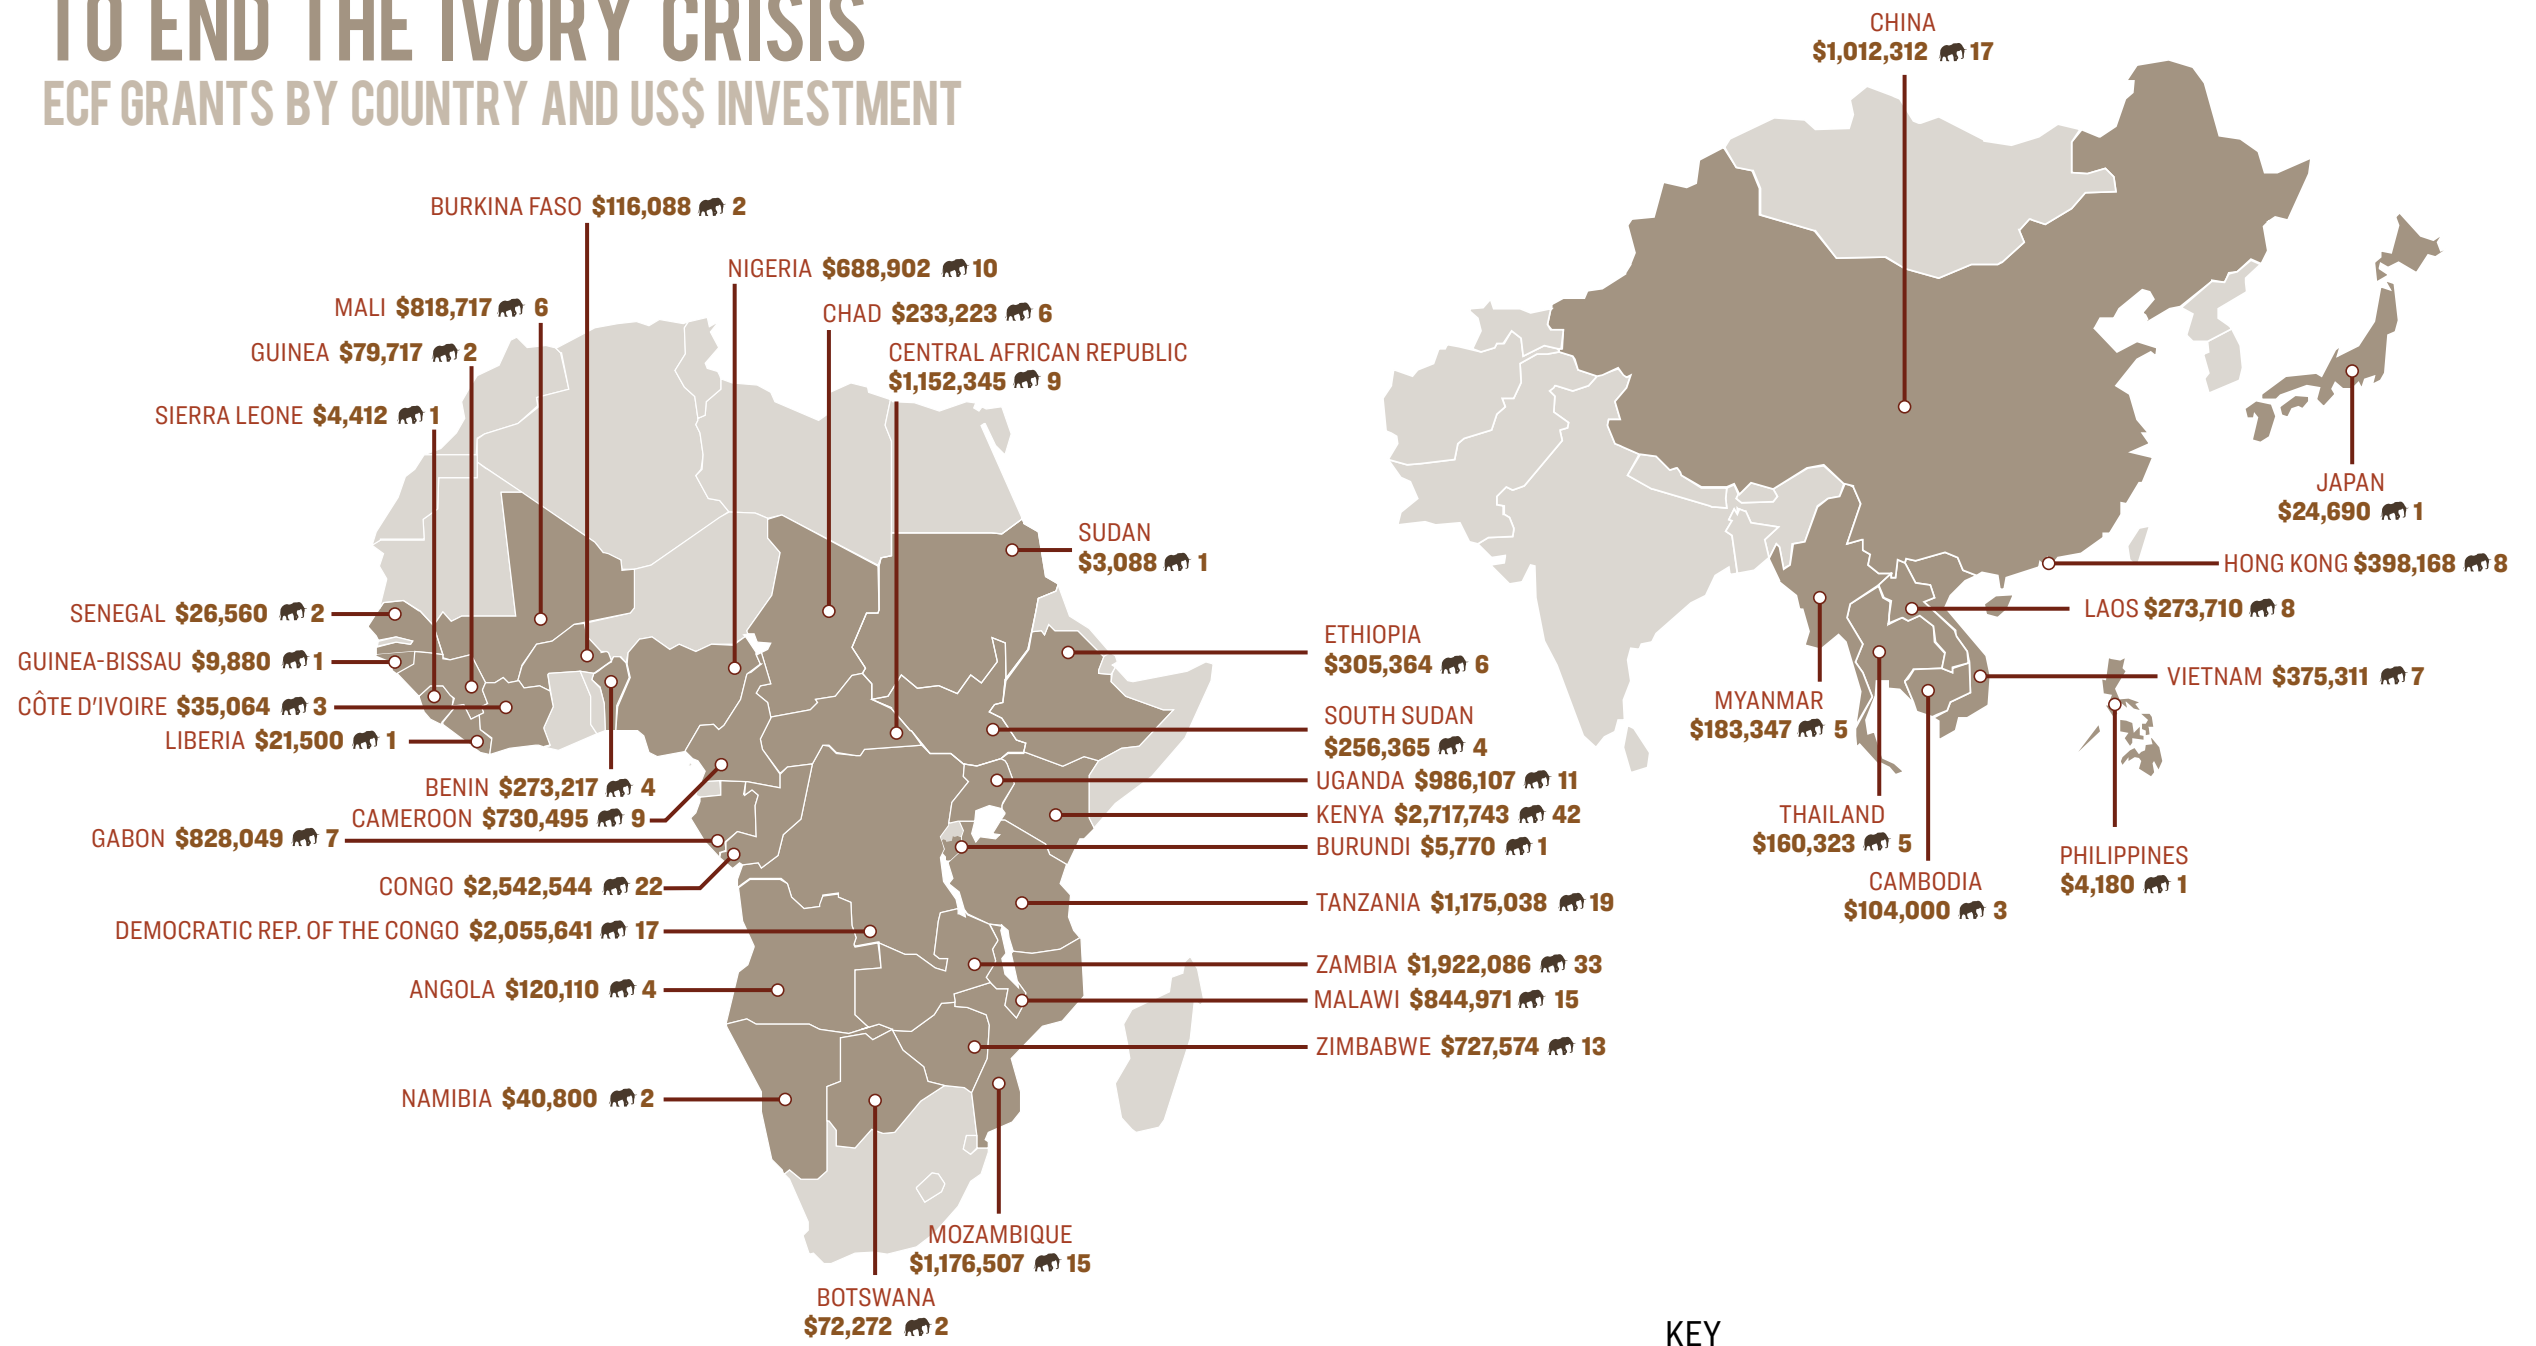 TO END THE IVORY CRISIS
ECF GRANTS BY COUNTRY AND US$ INVESTMENT
CHINA
$1,012,312 17
BURKINA FASO $116,088 2
NIGERIA $688,902 10
MALI $818,717 6
CHAD $233,223 6
GUINEA $79,717 2
CENTRAL AFRICAN REPUBLIC
$1,152,345 9
SIERRA LEONE $4,412 1
JAPAN
$24,690 1
SUDAN
$3,088 1
HONG KONG $398,168 8
LAOS $273,710 8
SENEGAL $26,560 2
ETHIOPIA
$305,364 6
GUINEA-BISSAU $9,880 1
VIETNAM $375,311 7
MYANMAR
$183,347 5
CÔTE D'IVOIRE $35,064 3
SOUTH SUDAN
$256,365 4
LIBERIA $21,500 1
BENIN $273,217 4
UGANDA $986,107 11
CAMEROON $730,495 9
KENYA $2,717,743 42
THAILAND
$160,323 5
GABON $828,049 7
BURUNDI $5,770 1
PHILIPPINES
$4,180 1
CONGO $2,542,544 22
CAMBODIA
$104,000 3
TANZANIA $1,175,038 19
DEMOCRATIC REP. OF THE CONGO $2,055,641 17
ZAMBIA $1,922,086 33
ANGOLA $120,110 4
MALAWI $844,971 15
ZIMBABWE $727,574 13
NAMIBIA $40,800 2
MOZAMBIQUE
$1,176,507 15
BOTSWANA
$72,272 2
KEY